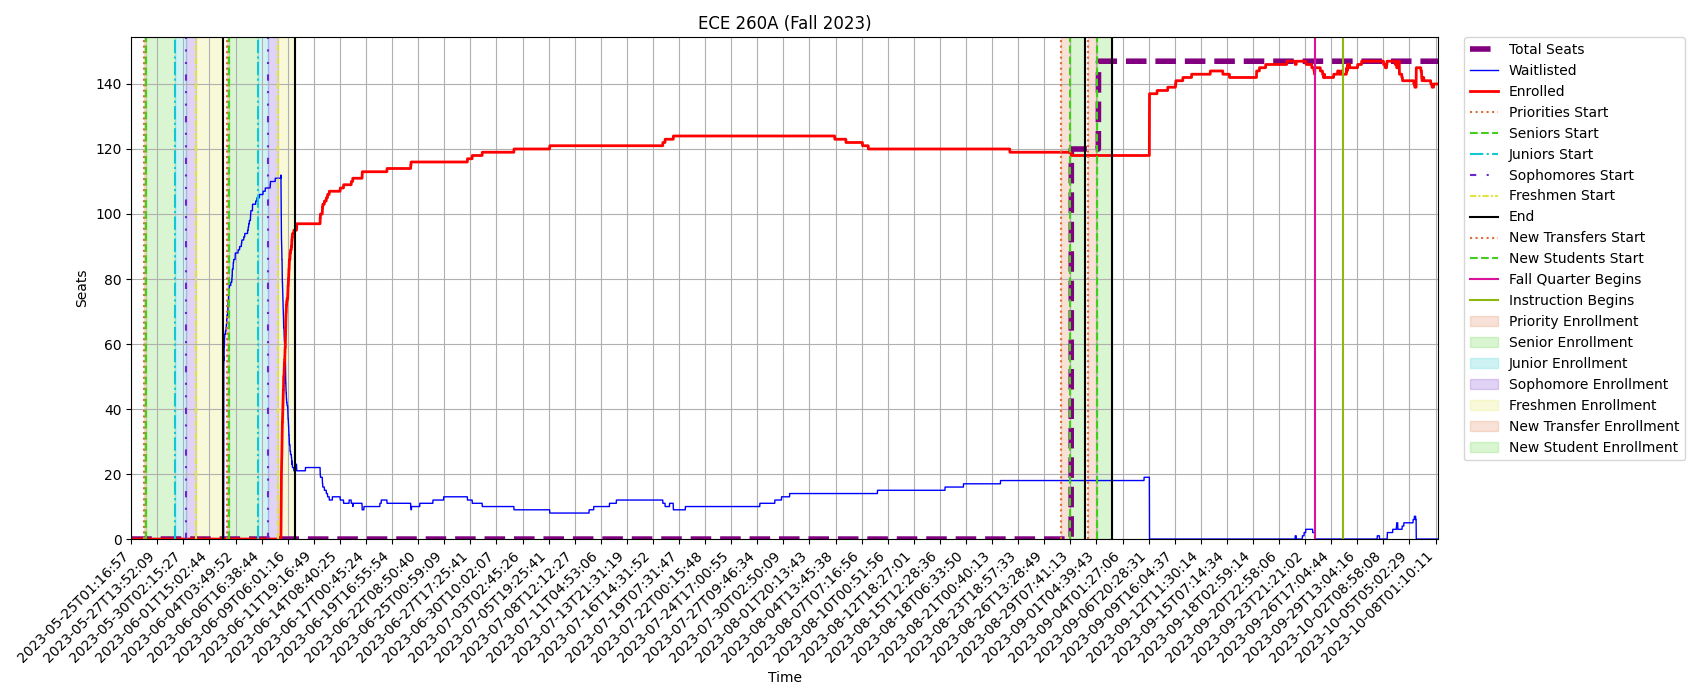 ECE 260A (Fall 2023)
Seats
140
120
100
80
60
40
20
0
2023-05-25T01:16:57
2023-05-27T13:52:09
2023-05-30T02:15:27
2023-06-01T15:02:44
2023-06-04T03:49:52
2023-06-06T16:38:44
2023-06-09T06:01:16
2023-06-11T19:16:49
2023-06-14T08:40:25
2023-06-17T00:45:24
2023-06-19T16:55:54
2023-06-22T08:50:40
2023-06-25T00:59:09
2023-06-27T17:25:41
2023-06-30T10:02:07
2023-07-03T02:45:26
2023-07-05T19:25:41
2023-07-08T12:12:27
2023-07-11T04:53:06
2023-07-13T21:31:19
2023-07-16T14:31:52
2023-07-19T07:31:47
2023-07-22T00:15:48
2023-07-24T17:00:55
2023-07-27T09:46:34
2023-07-30T02:50:09
2023-08-01T20:13:43
2023-08-04T13:45:38
2023-08-07T07:16:56
2023-08-10T00:51:56
2023-08-12T18:27:01
2023-08-15T12:28:36
2023-08-18T06:33:50
2023-08-21T00:40:13
2023-08-23T18:57:33
2023-08-26T13:28:49
2023-08-29T07:41:13
2023-09-01T04:39:43
2023-09-04T01:27:06
2023-09-06T20:28:31
2023-09-09T16:04:37
2023-09-12T11:30:14
2023-09-15T07:14:34
2023-09-18T02:59:14
2023-09-20T22:58:06
2023-09-23T21:21:02
2023-09-26T17:04:44
2023-09-29T13:04:16
2023-10-02T08:58:08
2023-10-05T05:02:29
2023-10-08T01:10:11
Time
Total Seats
Waitlisted
Enrolled
Priorities Start
Seniors Start
Juniors Start
Sophomores Start
Freshmen Start
End
New Transfers Start
New Students Start
Fall Quarter Begins
Instruction Begins
Priority Enrollment
Senior Enrollment
Junior Enrollment
Sophomore Enrollment
Freshmen Enrollment
New Transfer Enrollment
New Student Enrollment